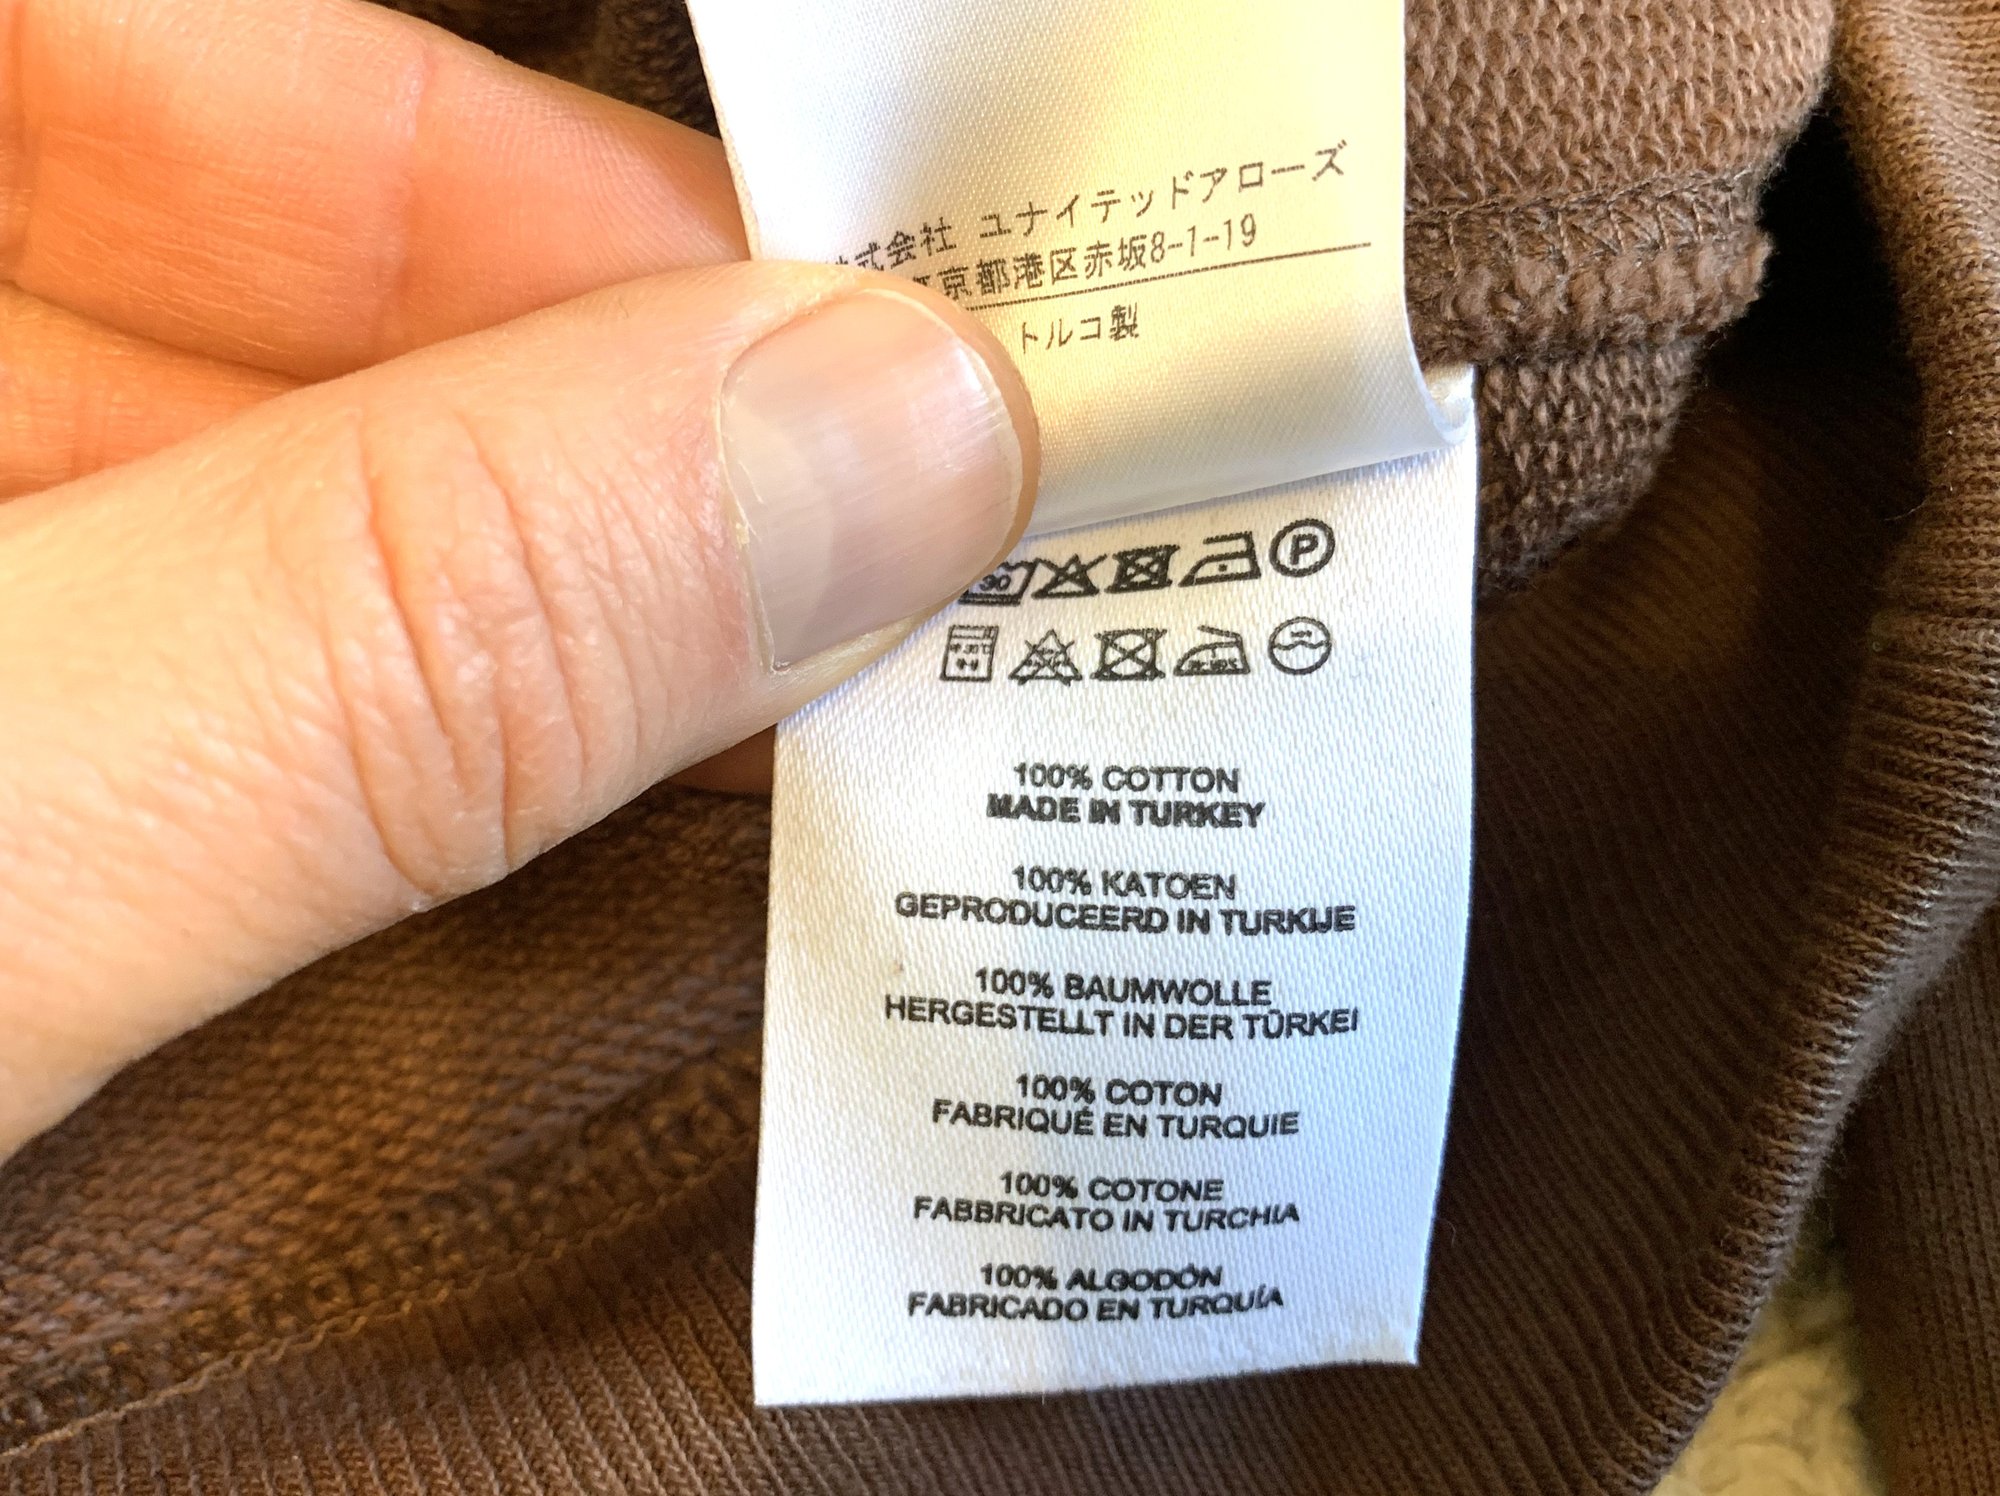 式会社 ユナイテッドアローズ
京都港区赤坂8-1-19
トルコ製
30 P
100% COTTON
MADE IN TURKEY
100% KATOEN
GEPRODUCEERD IN TURKIJE
100% BAUMWOLLE
HERGESTELLT IN DER TÜRKEI
100% COTON
FABRIQUÉ EN TURQUIE
100% COTONE
FABBRICATO IN TURCHIA
100% ALGODÓN
FABRICADO EN TURQUÍA